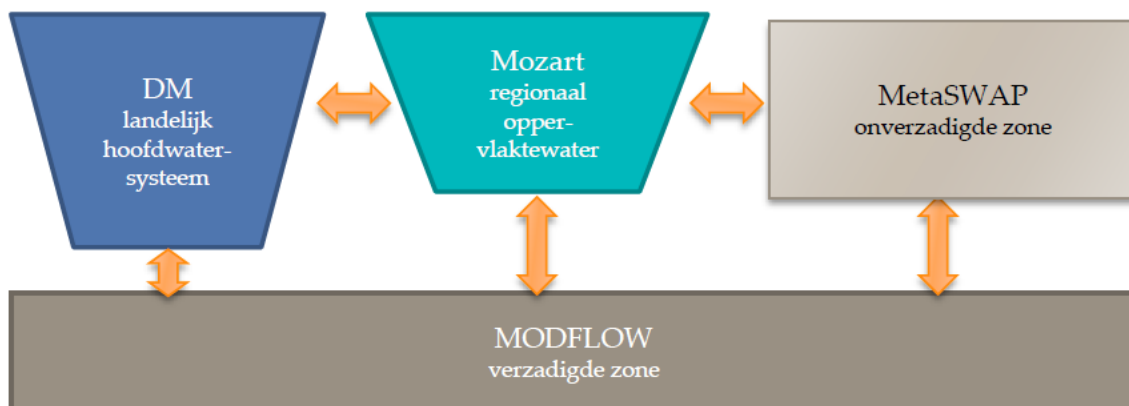 DM
landelijk
hoofdwater-
systeem
Mozart
regionaal
opper-
vlaktewater
MetaSWAP
onverzadigde zone
MODFLOW
verzadigde zone